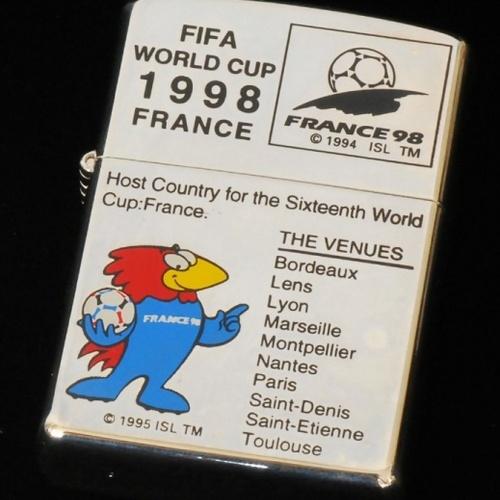 FIFA
WORLD CUP
1998
FRANCE
FRANCE 98
© 1994 ISL TM
Host Country for the Sixteenth World
Cup:France.
THE VENUES
Bordeaux
Lens
Lyon
Marseille
Montpellier
Nantes
Paris
Saint-Denis
Saint-Etienne
Toulouse
FRANCE 98
© 1995 ISL TM